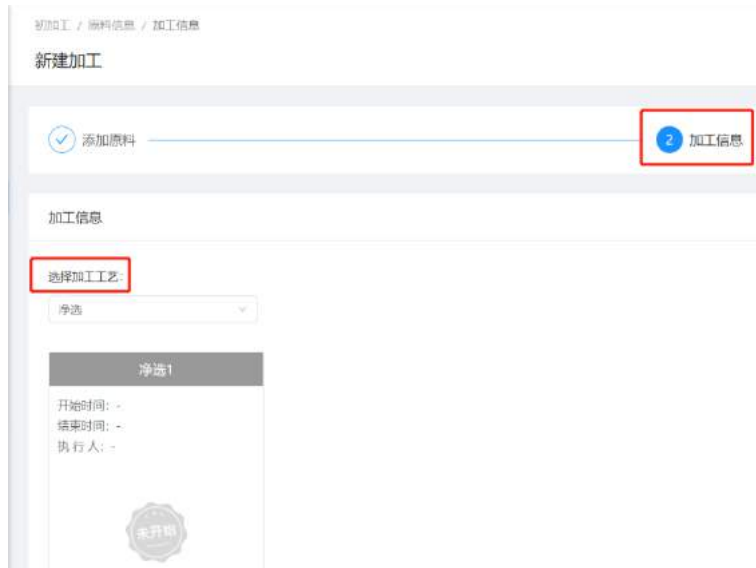 初加工 / 原料信息 / 加工信息
新建加工
添加原料
2 加工信息
加工信息
选择加工工艺:
净选
净选1
开始时间: -
结束时间: -
执 行 人: -
未开始